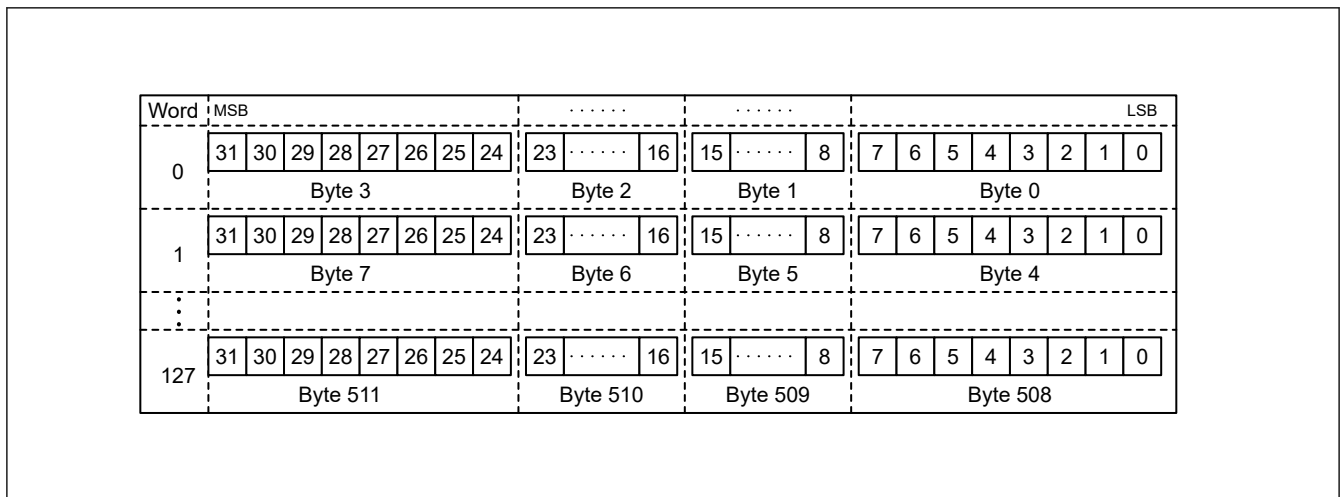 Word MSB ······ ······ LSB
0 31 30 29 28 27 26 25 24 23 ······ 16 15 ······ 8 7 6 5 4 3 2 1 0
Byte 3 Byte 2 Byte 1 Byte 0
1 31 30 29 28 27 26 25 24 23 ······ 16 15 ······ 8 7 6 5 4 3 2 1 0
Byte 7 Byte 6 Byte 5 Byte 4
⋮
127 31 30 29 28 27 26 25 24 23 ······ 16 15 ······ 8 7 6 5 4 3 2 1 0
Byte 511 Byte 510 Byte 509 Byte 508